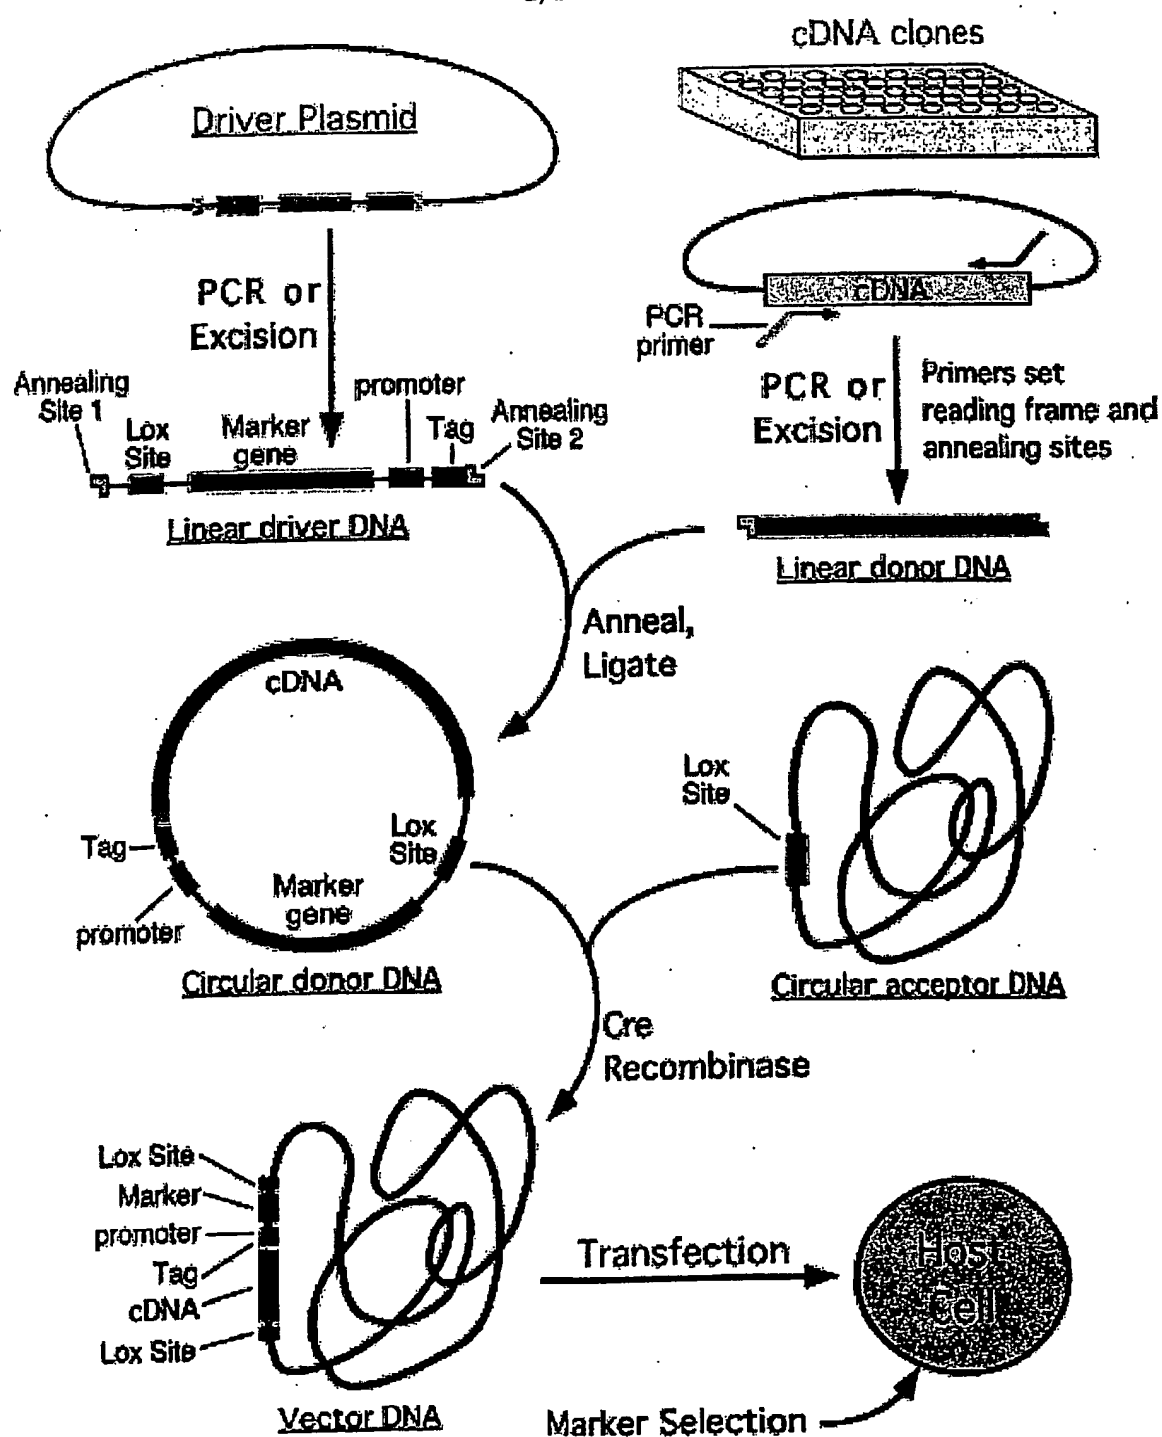 cDNA clones
Driver Plasmid
PCR or
Excision
cDNA
PCR
primer
PCR or
Excision
Primers set
reading frame and
annealing sites
Annealing
Site 1
Lox
Site
Marker
gene
promoter
Tag
Annealing
Site 2
Linear driver DNA
Linear donor DNA
Anneal,
Ligate
cDNA
Tag
promoter
Marker
gene
Lox
Site
Circular donor DNA
Lox
Site
Circular acceptor DNA
Cre
Recombinase
Lox Site
Marker
promoter
Tag
cDNA
Lox Site
Vector DNA
Transfection
Host
Cell
Marker Selection